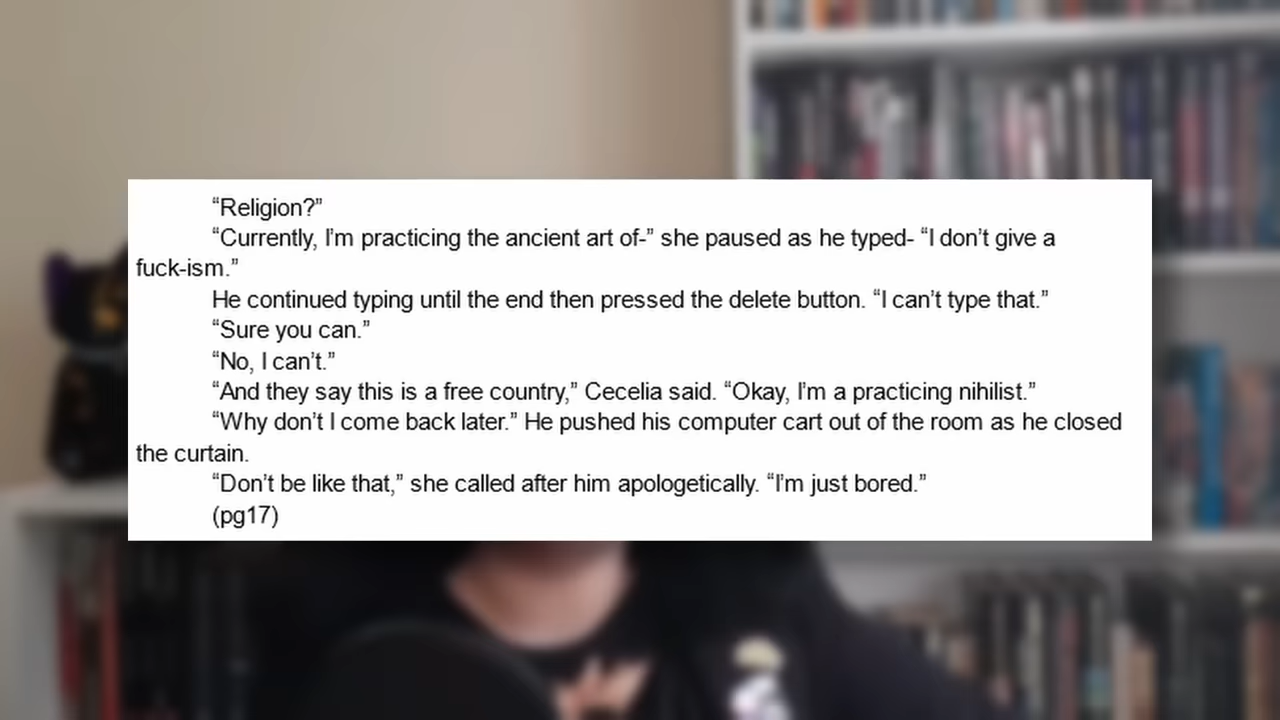 “Religion?”
“Currently, I’m practicing the ancient art of-” she paused as he typed- “I don’t give a
fuck-ism.”
He continued typing until the end then pressed the delete button. “I can’t type that.”
“Sure you can.”
“No, I can’t.”
“And they say this is a free country,” Cecelia said. “Okay, I’m a practicing nihilist.”
“Why don’t I come back later.” He pushed his computer cart out of the room as he closed
the curtain.
“Don’t be like that,” she called after him apologetically. “I’m just bored.”
(pg17)